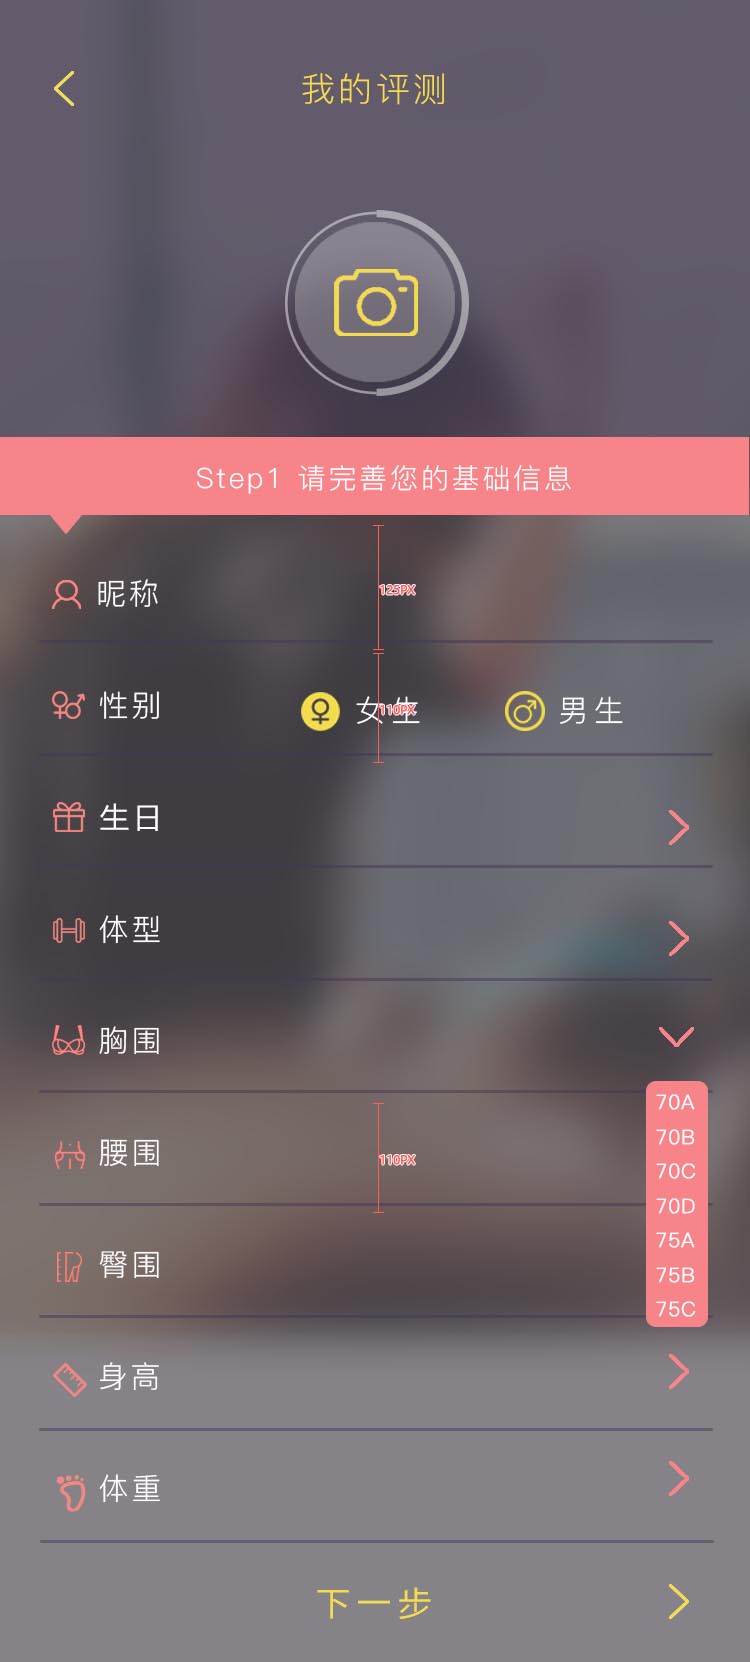 我的评测
Step1 请完善您的基础信息
昵称
125PX
性别 女生 男生
110PX
生日
体型
胸围
70A
70B
腰围
110PX
70C
70D
75A
臀围
75B
75C
身高
体重
下一步